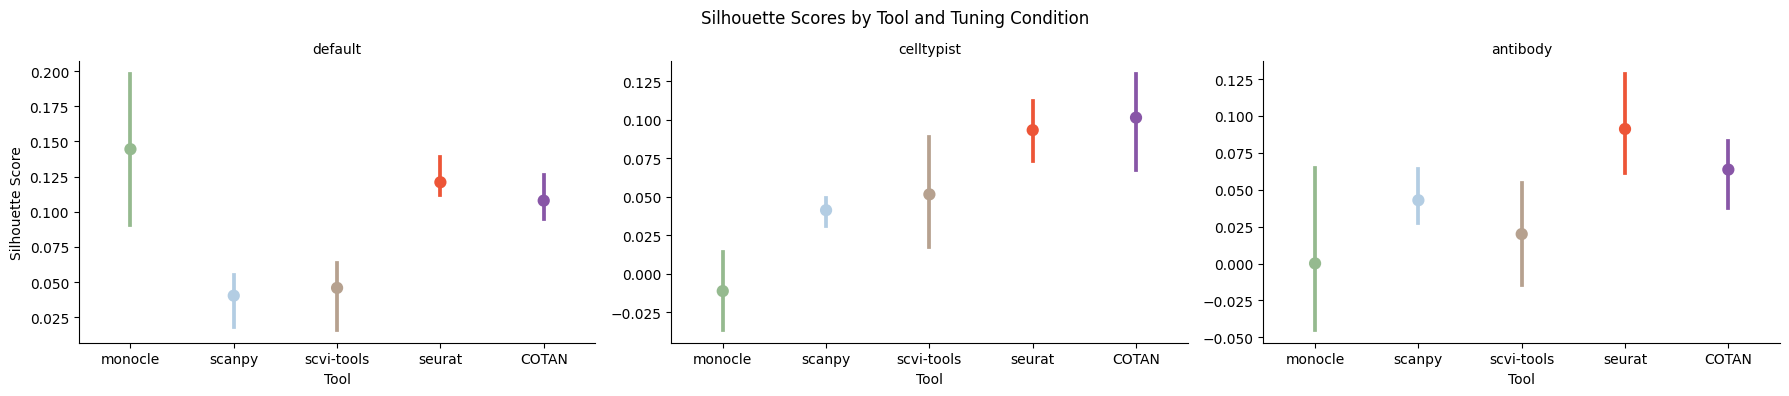 Silhouette Scores by Tool and Tuning Condition
default
Silhouette Score
0.200
0.175
0.150
0.125
0.100
0.075
0.050
0.025
monocle scanpy scvi-tools seurat COTAN
Tool
celltypist
0.125
0.100
0.075
0.050
0.025
0.000
−0.025
monocle scanpy scvi-tools seurat COTAN
Tool
antibody
0.125
0.100
0.075
0.050
0.025
0.000
−0.025
−0.050
monocle scanpy scvi-tools seurat COTAN
Tool